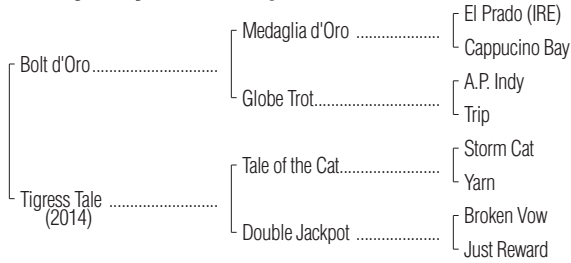 El Prado (IRE)
Medaglia d'Oro ..................
Cappucino Bay
Bolt d'Oro...........................
A.P. Indy
Globe Trot...........................
Trip
Storm Cat
Tale of the Cat.....................
Yarn
Tigress Tale .......................
(2014)
Broken Vow
Double Jackpot ..................
Just Reward